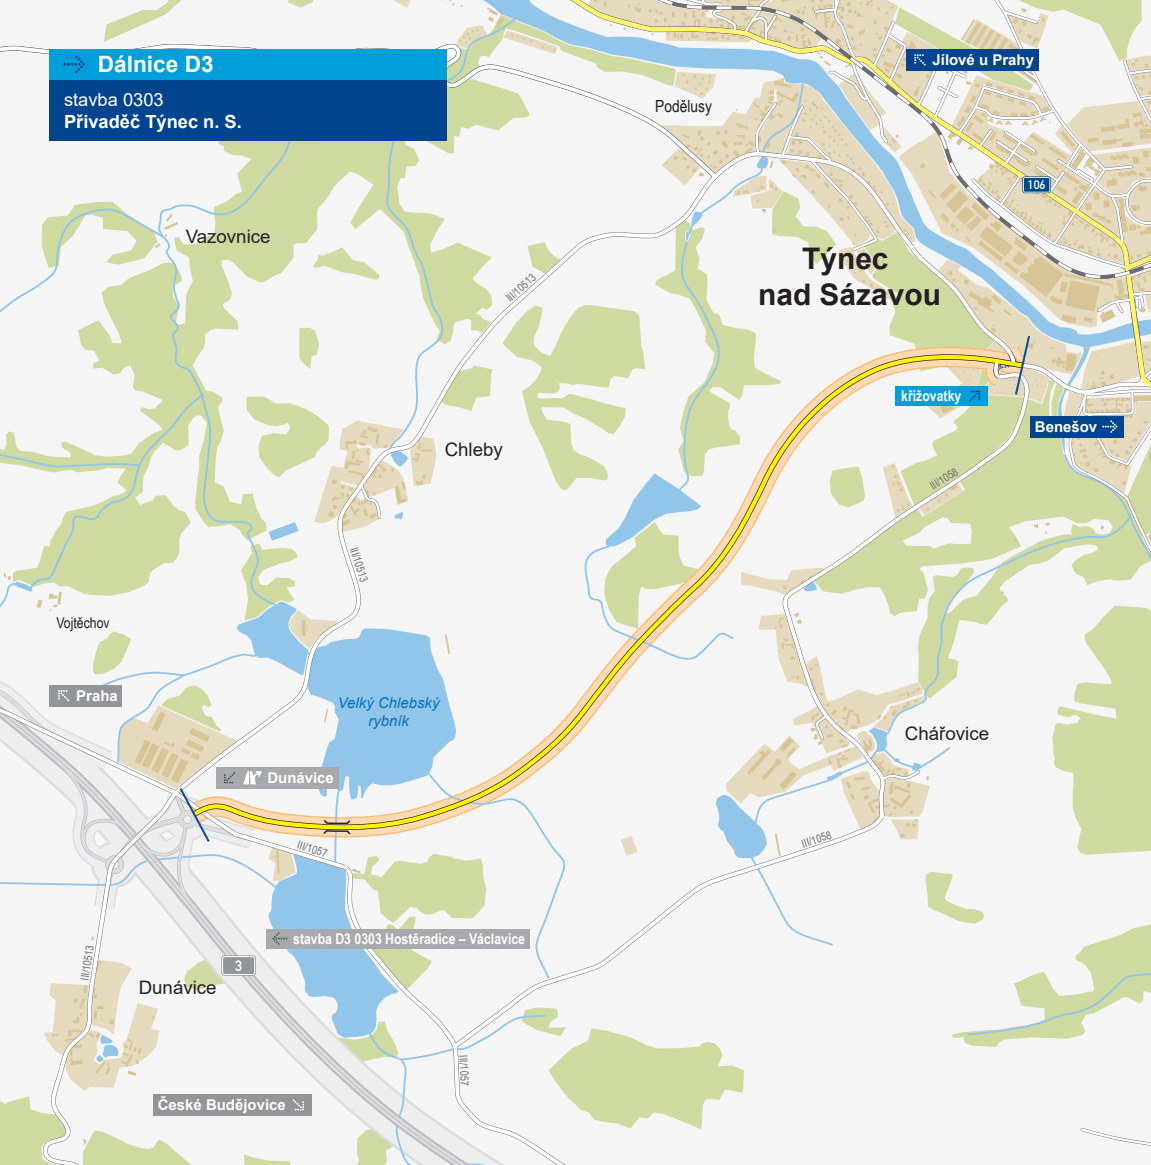 Dálnice D3
stavba 0303
Přivaděč Týnec n. S.
Jílové u Prahy
Podělusy
106
Vazovnice
Týnec
nad Sázavou
III/10513
křižovatky
Benešov
Chleby
III/1058
III/10513
Vojtěchov
Praha
Velký Chlebský
rybník
Chářovice
Dunávice
III/1057
III/1058
stavba D3 0303 Hostěradice – Václavice
III/10513
3
Dunávice
III/1057
České Budějovice